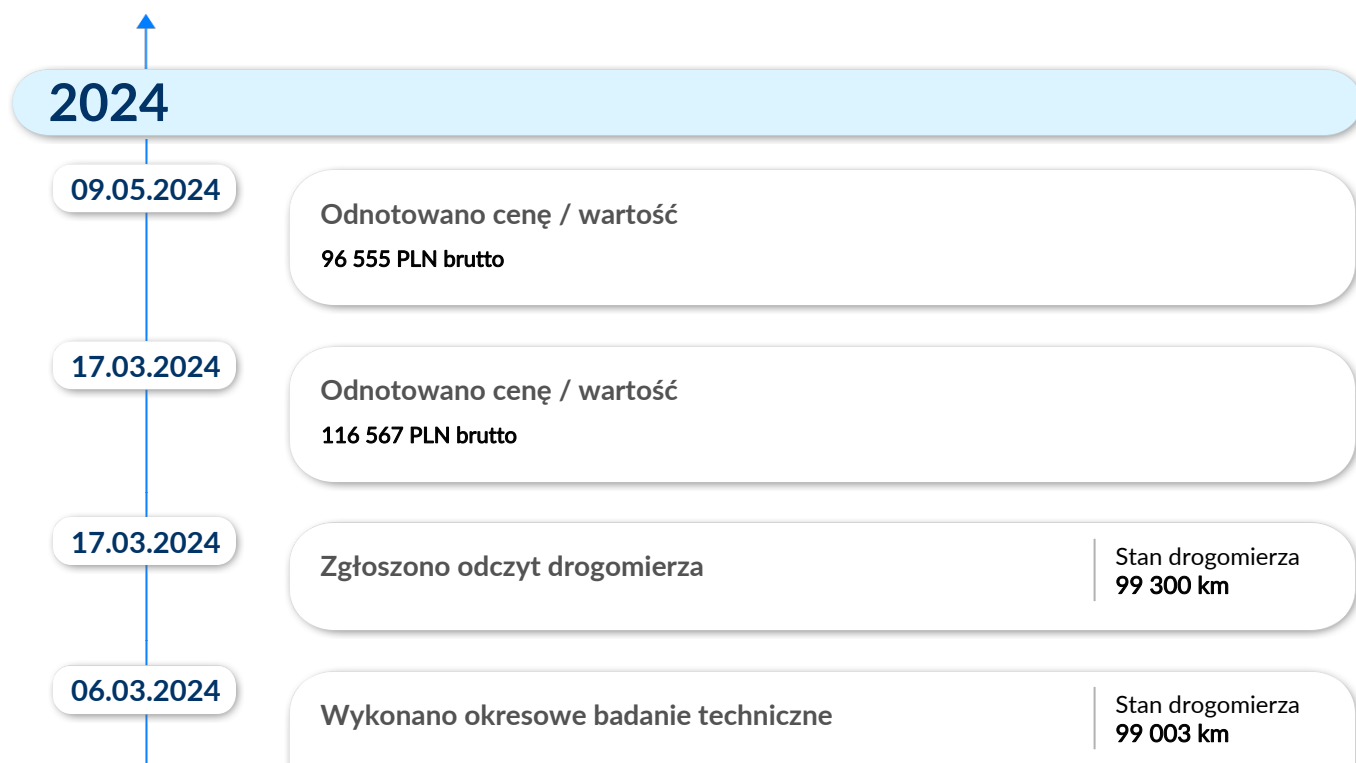 2024
09.05.2024
Odnotowano cenę / wartość
96 555 PLN brutto
17.03.2024
Odnotowano cenę / wartość
116 567 PLN brutto
17.03.2024
Zgłoszono odczyt drogomierza
Stan drogomierza
99 300 km
06.03.2024
Wykonano okresowe badanie techniczne
Stan drogomierza
99 003 km